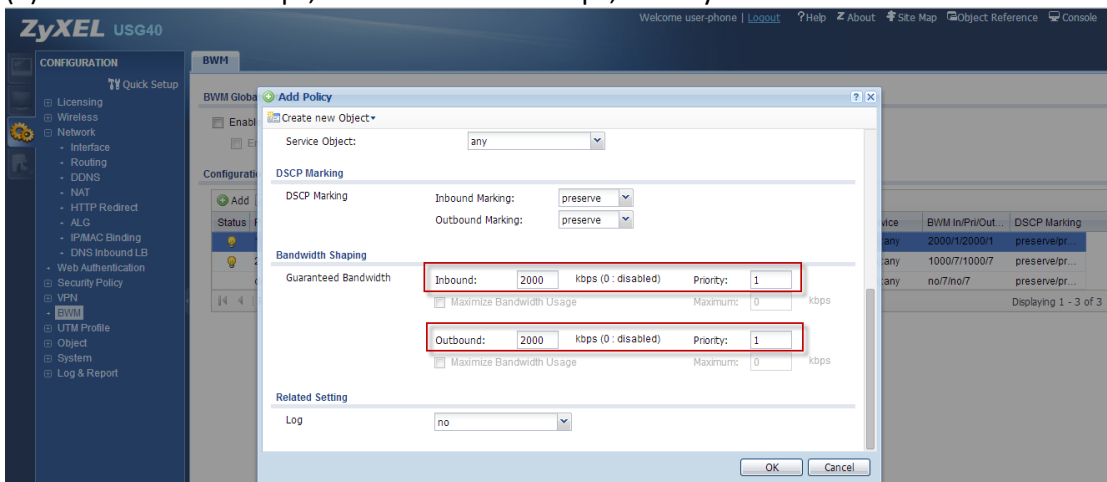 ZyXEL USG40
Welcome user-phone | Logout ?Help Z About Site Map Object Reference Console
CONFIGURATION
Quick Setup
Licensing
Wireless
Network
Interface
Routing
DDNS
NAT
HTTP Redirect
ALG
IP/MAC Binding
DNS Inbound LB
Web Authentication
Security Policy
VPN
BWM
UTM Profile
Object
System
Log & Report
BWM
BWM Globa
Enabl
Configurati
Add
Status
vice BWM In/Pri/Out... DSCP Marking
any 2000/1/2000/1 preserve/pr...
any 1000/7/1000/7 preserve/pr...
any no/7/no/7 preserve/pr...
Displaying 1 - 3 of 3
Add Policy
Create new Object
Service Object: any
DSCP Marking
DSCP Marking Inbound Marking: preserve
Outbound Marking: preserve
Bandwidth Shaping
Guaranteed Bandwidth Inbound: 2000 kbps (0 : disabled) Priority: 1
Maximize Bandwidth Usage Maximum: 0 kbps
Outbound: 2000 kbps (0 : disabled) Priority: 1
Maximize Bandwidth Usage Maximum: 0 kbps
Related Setting
Log no
OK Cancel